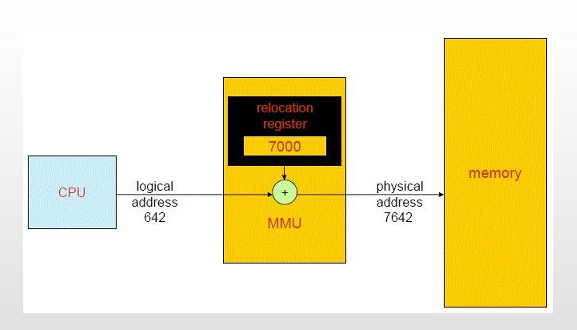 relocation
register
7000
CPU
logical
address
642
+
MMU
physical
address
7642
memory